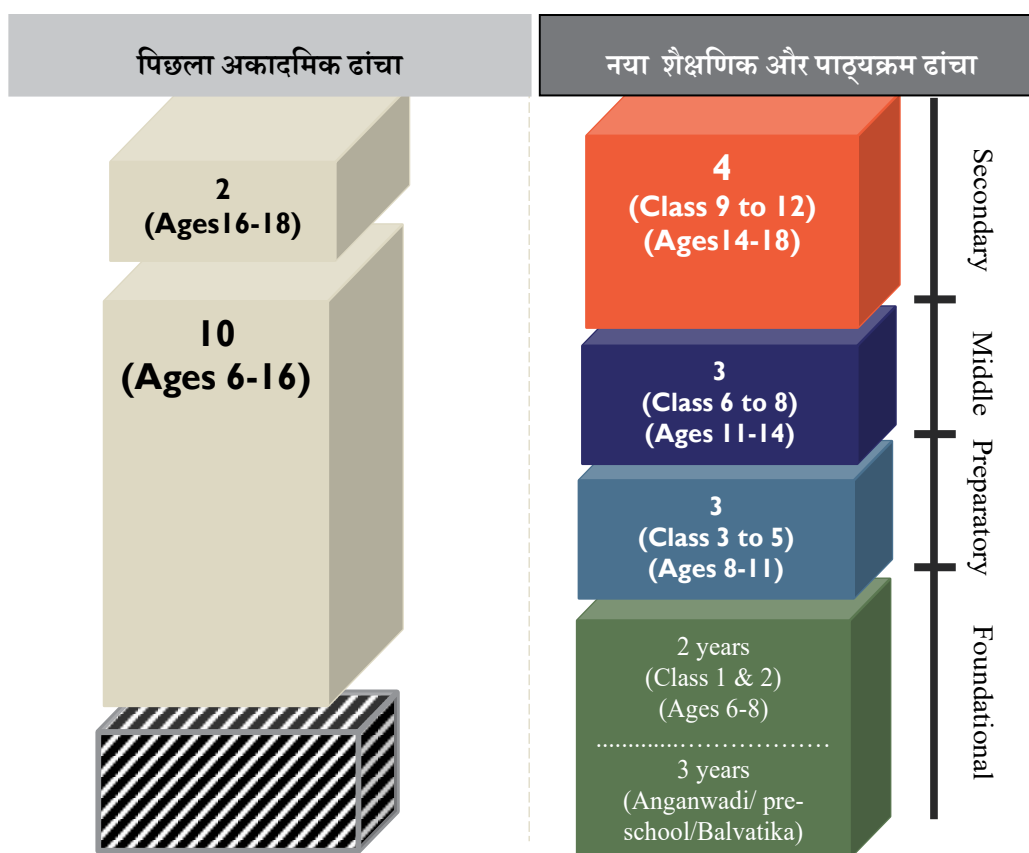 पिछला अकादमिक ढांचा
2
(Ages16-18)
10
(Ages 6-16)
नया शैक्षणिक और पाठ्यक्रम ढांचा
4
(Class 9 to 12)
(Ages14-18)
Secondary
3
(Class 6 to 8)
(Ages 11-14)
Middle
3
(Class 3 to 5)
(Ages 8-11)
Preparatory
2 years
(Class 1 & 2)
(Ages 6-8)
................................
3 years
(Anganwadi/ pre-
school/Balvatika)
Foundational